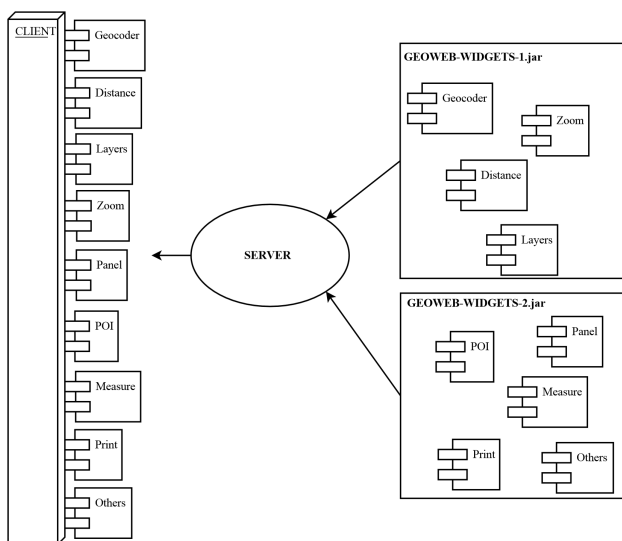 CLIENT
Geocoder
Distance
Layers
Zoom
Panel
POI
Measure
Print
Others
SERVER
GEOWEB-WIDGETS-1.jar
Geocoder
Zoom
Distance
Layers
GEOWEB-WIDGETS-2.jar
Panel
POI
Measure
Print
Others